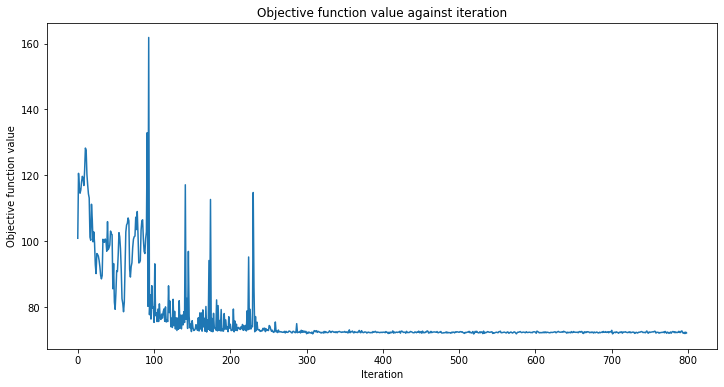 Objective function value against iteration
160
140
120
100
80
Objective function value
0 100 200 300 400 500 600 700 800
Iteration